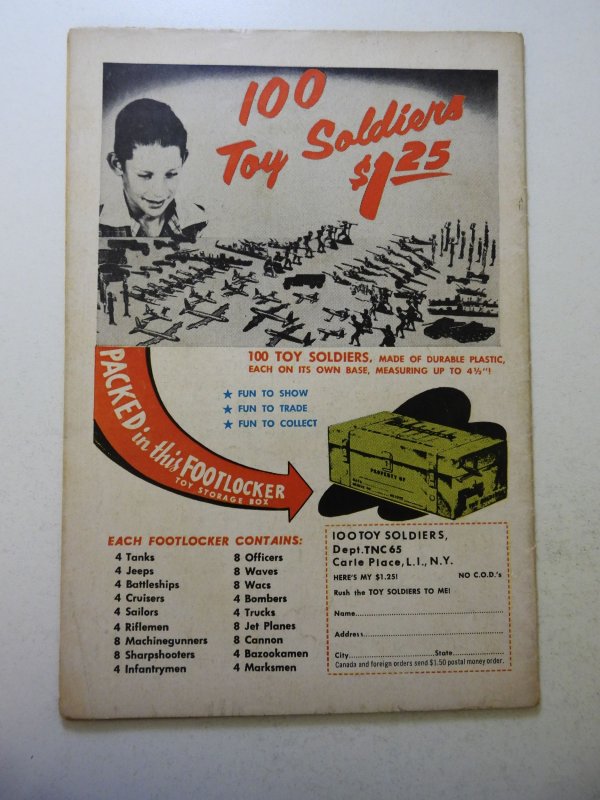 100
Toy Soldiers
$1.25
100 TOY SOLDIERS, MADE OF DURABLE PLASTIC,
EACH ON ITS OWN BASE, MEASURING UP TO 4½"!
★ FUN TO SHOW
★ FUN TO TRADE
★ FUN TO COLLECT
PACKED in this FOOTLOCKER
TOY STORAGE BOX
PROPERTY OF
EACH FOOTLOCKER CONTAINS:
4 Tanks
4 Jeeps
4 Battleships
4 Cruisers
4 Sailors
4 Riflemen
8 Machinegunners
8 Sharpshooters
4 Infantrymen
8 Officers
8 Waves
8 Wacs
4 Bombers
4 Trucks
8 Jet Planes
8 Cannon
4 Bazookamen
4 Marksmen
100 TOY SOLDIERS,
Dept. TNC65
Carle Place, L.I., N.Y.
HERE'S MY $1.25! NO C.O.D.'s
Rush the TOY SOLDIERS TO ME!
Name
Address
City State
Canada and foreign orders send $1.50 postal money order.